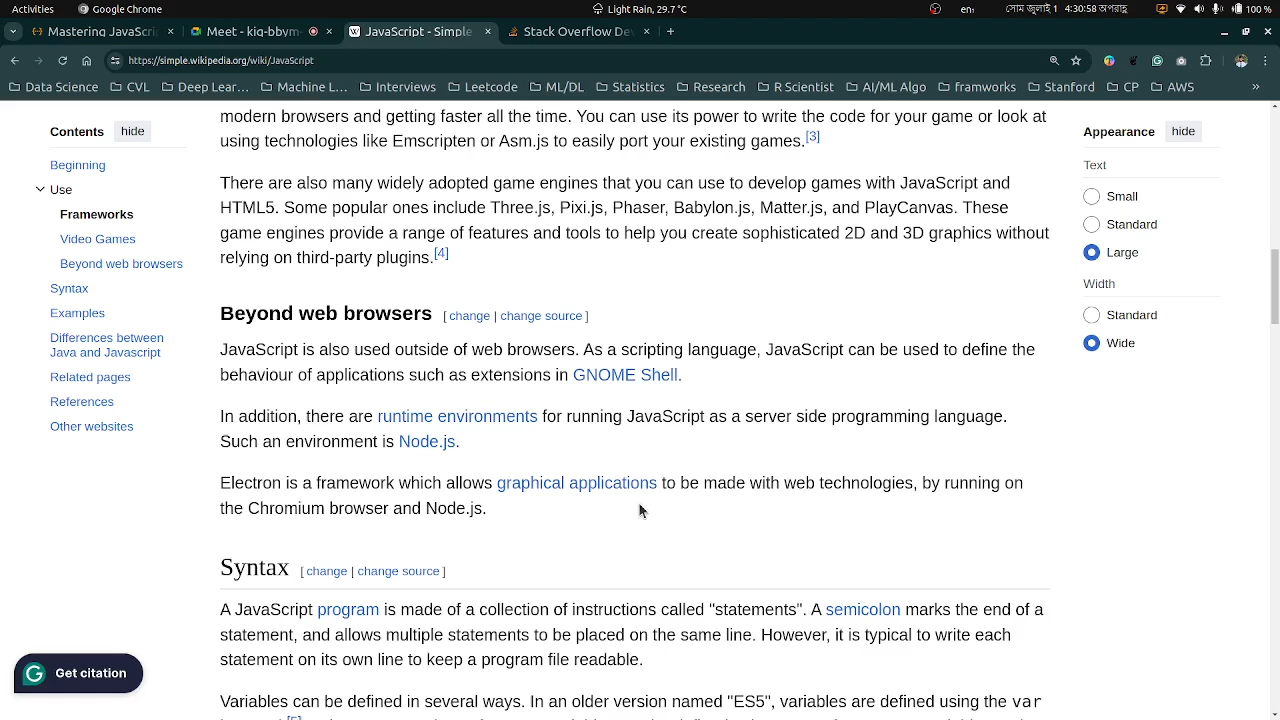 Activities Google Chrome Light Rain, 29.7 °C en 4:30:58 100 %
Mastering JavaScri Meet - kig-bbym- JavaScript - Simple Stack Overflow Dev
https://simple.wikipedia.org/wiki/JavaScript
Data Science CVL Deep Lear… Machine L… Interviews Leetcode ML/DL Statistics Research R Scientist AI/ML Algo framworks Stanford CP AWS »
Contents hide
Beginning
Use
Frameworks
Video Games
Beyond web browsers
Syntax
Examples
Differences between
Java and Javascript
Related pages
References
Other websites
modern browsers and getting faster all the time. You can use its power to write the code for your game or look at
using technologies like Emscripten or Asm.js to easily port your existing games.[3]
There are also many widely adopted game engines that you can use to develop games with JavaScript and
HTML5. Some popular ones include Three.js, Pixi.js, Phaser, Babylon.js, Matter.js, and PlayCanvas. These
game engines provide a range of features and tools to help you create sophisticated 2D and 3D graphics without
relying on third-party plugins.[4]
Beyond web browsers [ change | change source ]
JavaScript is also used outside of web browsers. As a scripting language, JavaScript can be used to define the
behaviour of applications such as extensions in GNOME Shell.
In addition, there are runtime environments for running JavaScript as a server side programming language.
Such an environment is Node.js.
Electron is a framework which allows graphical applications to be made with web technologies, by running on
the Chromium browser and Node.js.
Syntax [ change | change source ]
A JavaScript program is made of a collection of instructions called "statements". A semicolon marks the end of a
statement, and allows multiple statements to be placed on the same line. However, it is typical to write each
statement on its own line to keep a program file readable.
Variables can be defined in several ways. In an older version named "ES5", variables are defined using the var
[5]
Appearance hide
Text
Small
Standard
Large
Width
Standard
Wide
Get citation